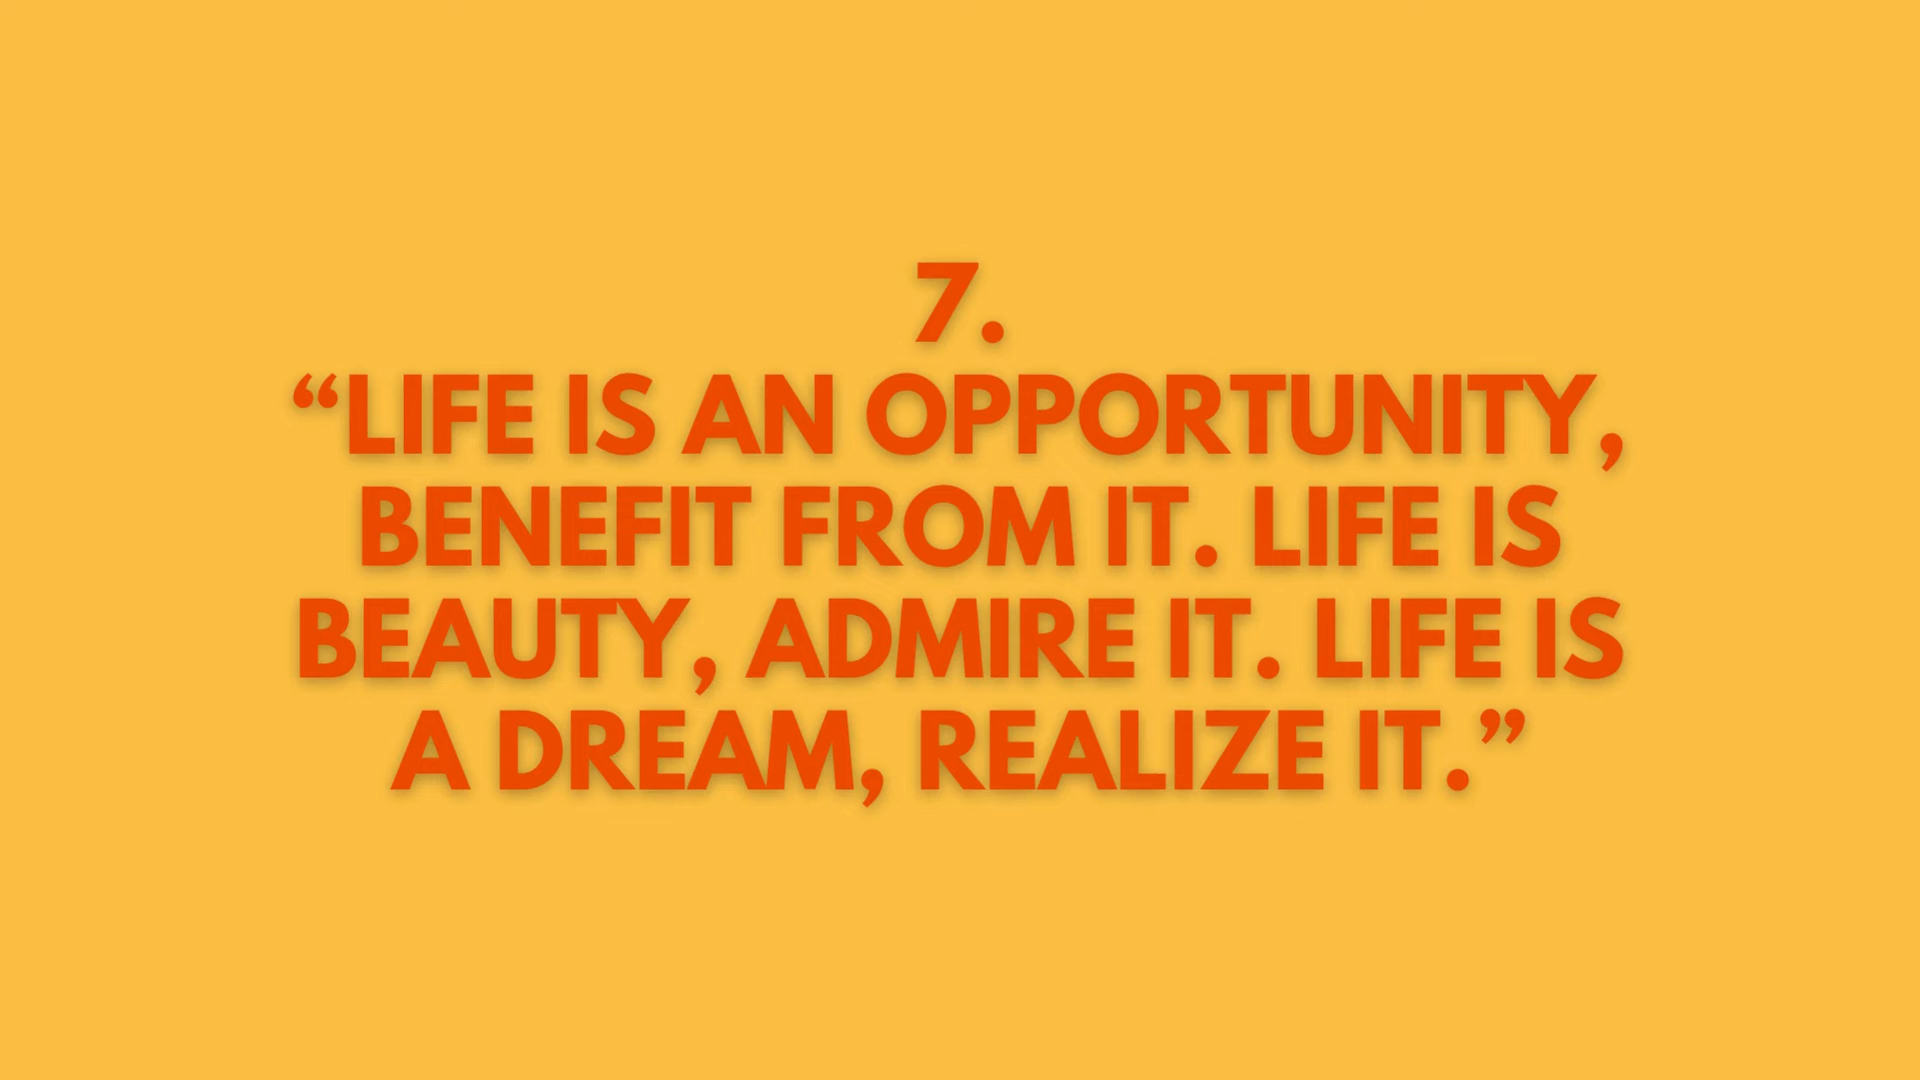 7.
“LIFE IS AN OPPORTUNITY,
BENEFIT FROM IT. LIFE IS
BEAUTY, ADMIRE IT. LIFE IS
A DREAM, REALIZE IT.”